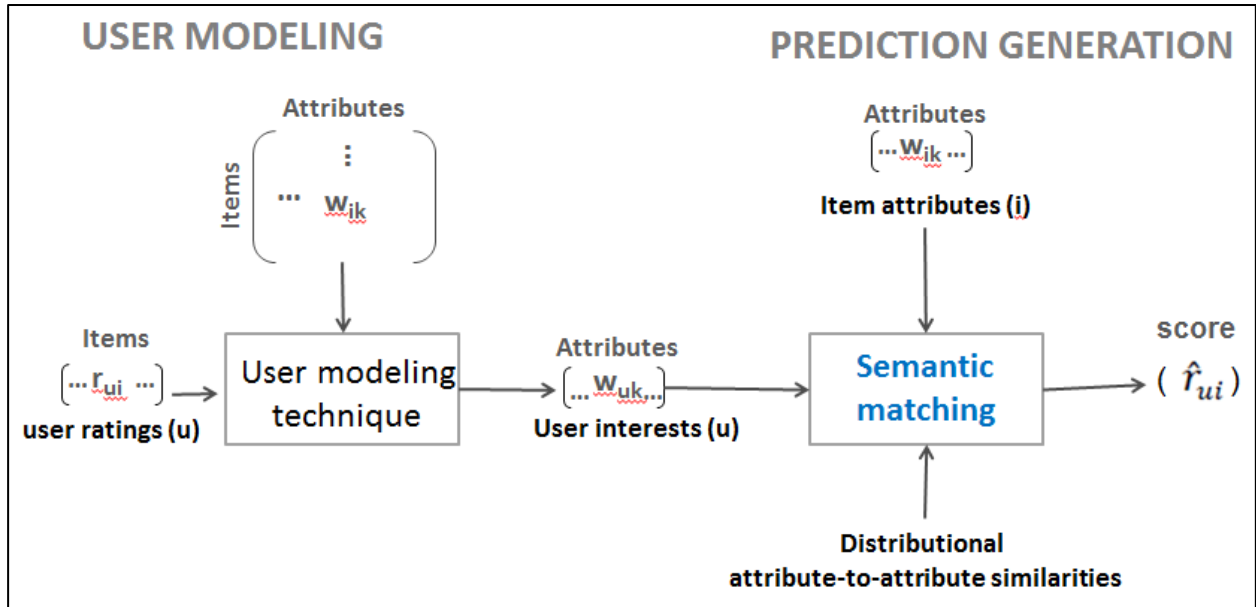 USER MODELING
PREDICTION GENERATION
Attributes
Items
⋮
... w_ik
Attributes
(... w_ik ...)
Item attributes (i)
Items
(... r_ui ...)
user ratings (u)
User modeling
technique
Attributes
(... w_uk...)
User interests (u)
Semantic
matching
score
( r̂_ui )
Distributional
attribute-to-attribute similarities